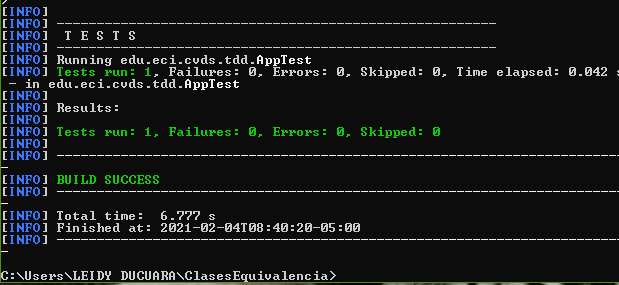 [INFO]
[INFO] -------------------------------------------------------
[INFO]  T E S T S
[INFO] -------------------------------------------------------
[INFO] Running edu.eci.cvds.tdd.AppTest
[INFO] Tests run: 1, Failures: 0, Errors: 0, Skipped: 0, Time elapsed: 0.042 s
 - in edu.eci.cvds.tdd.AppTest
[INFO]
[INFO] Results:
[INFO]
[INFO] Tests run: 1, Failures: 0, Errors: 0, Skipped: 0
[INFO]
[INFO] -----------------------------------------------------------------------
-
[INFO] BUILD SUCCESS
[INFO] -----------------------------------------------------------------------
-
[INFO] Total time:  6.777 s
[INFO] Finished at: 2021-02-04T08:40:20-05:00
[INFO] -----------------------------------------------------------------------
-
C:\Users\LEIDY DUCUARA\ClasesEquivalencia>